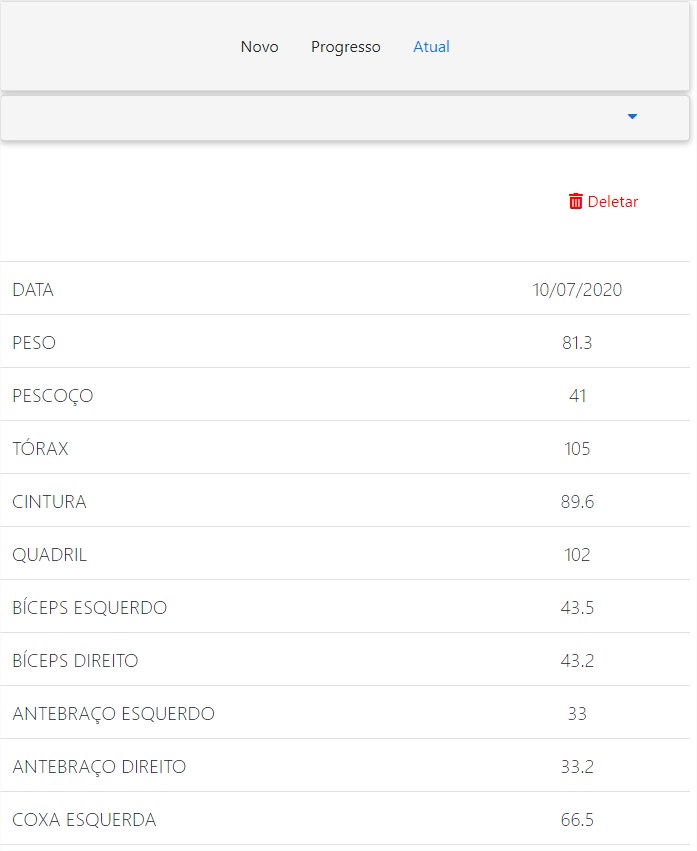 Novo Progresso Atual
Deletar
DATA 10/07/2020
PESO 81.3
PESCOÇO 41
TÓRAX 105
CINTURA 89.6
QUADRIL 102
BÍCEPS ESQUERDO 43.5
BÍCEPS DIREITO 43.2
ANTEBRAÇO ESQUERDO 33
ANTEBRAÇO DIREITO 33.2
COXA ESQUERDA 66.5